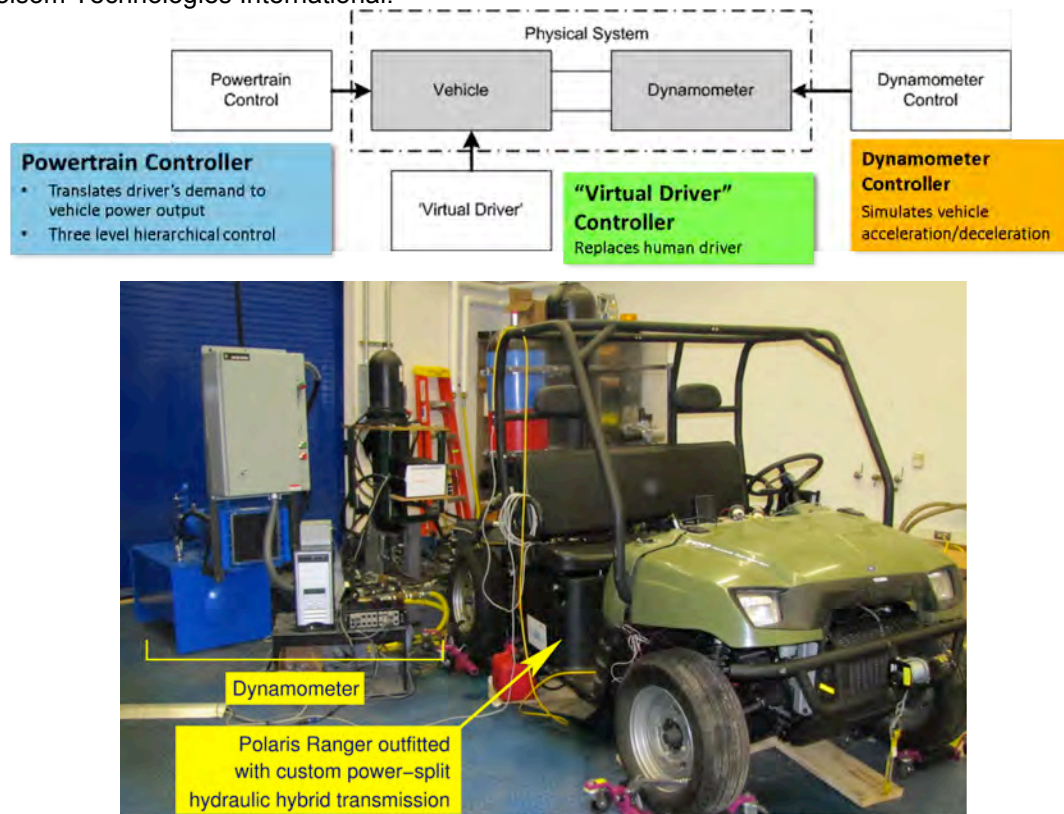 Technologies International.
Physical System
Powertrain
Control
Vehicle
Dynamometer
Dynamometer
Control
Powertrain Controller
• Translates driver's demand to
vehicle power output
• Three level hierarchical control
'Virtual Driver'
“Virtual Driver”
Controller
Replaces human driver
Dynamometer
Controller
Simulates vehicle
acceleration/deceleration
Dynamometer
Polaris Ranger outfitted
with custom power−split
hydraulic hybrid transmission